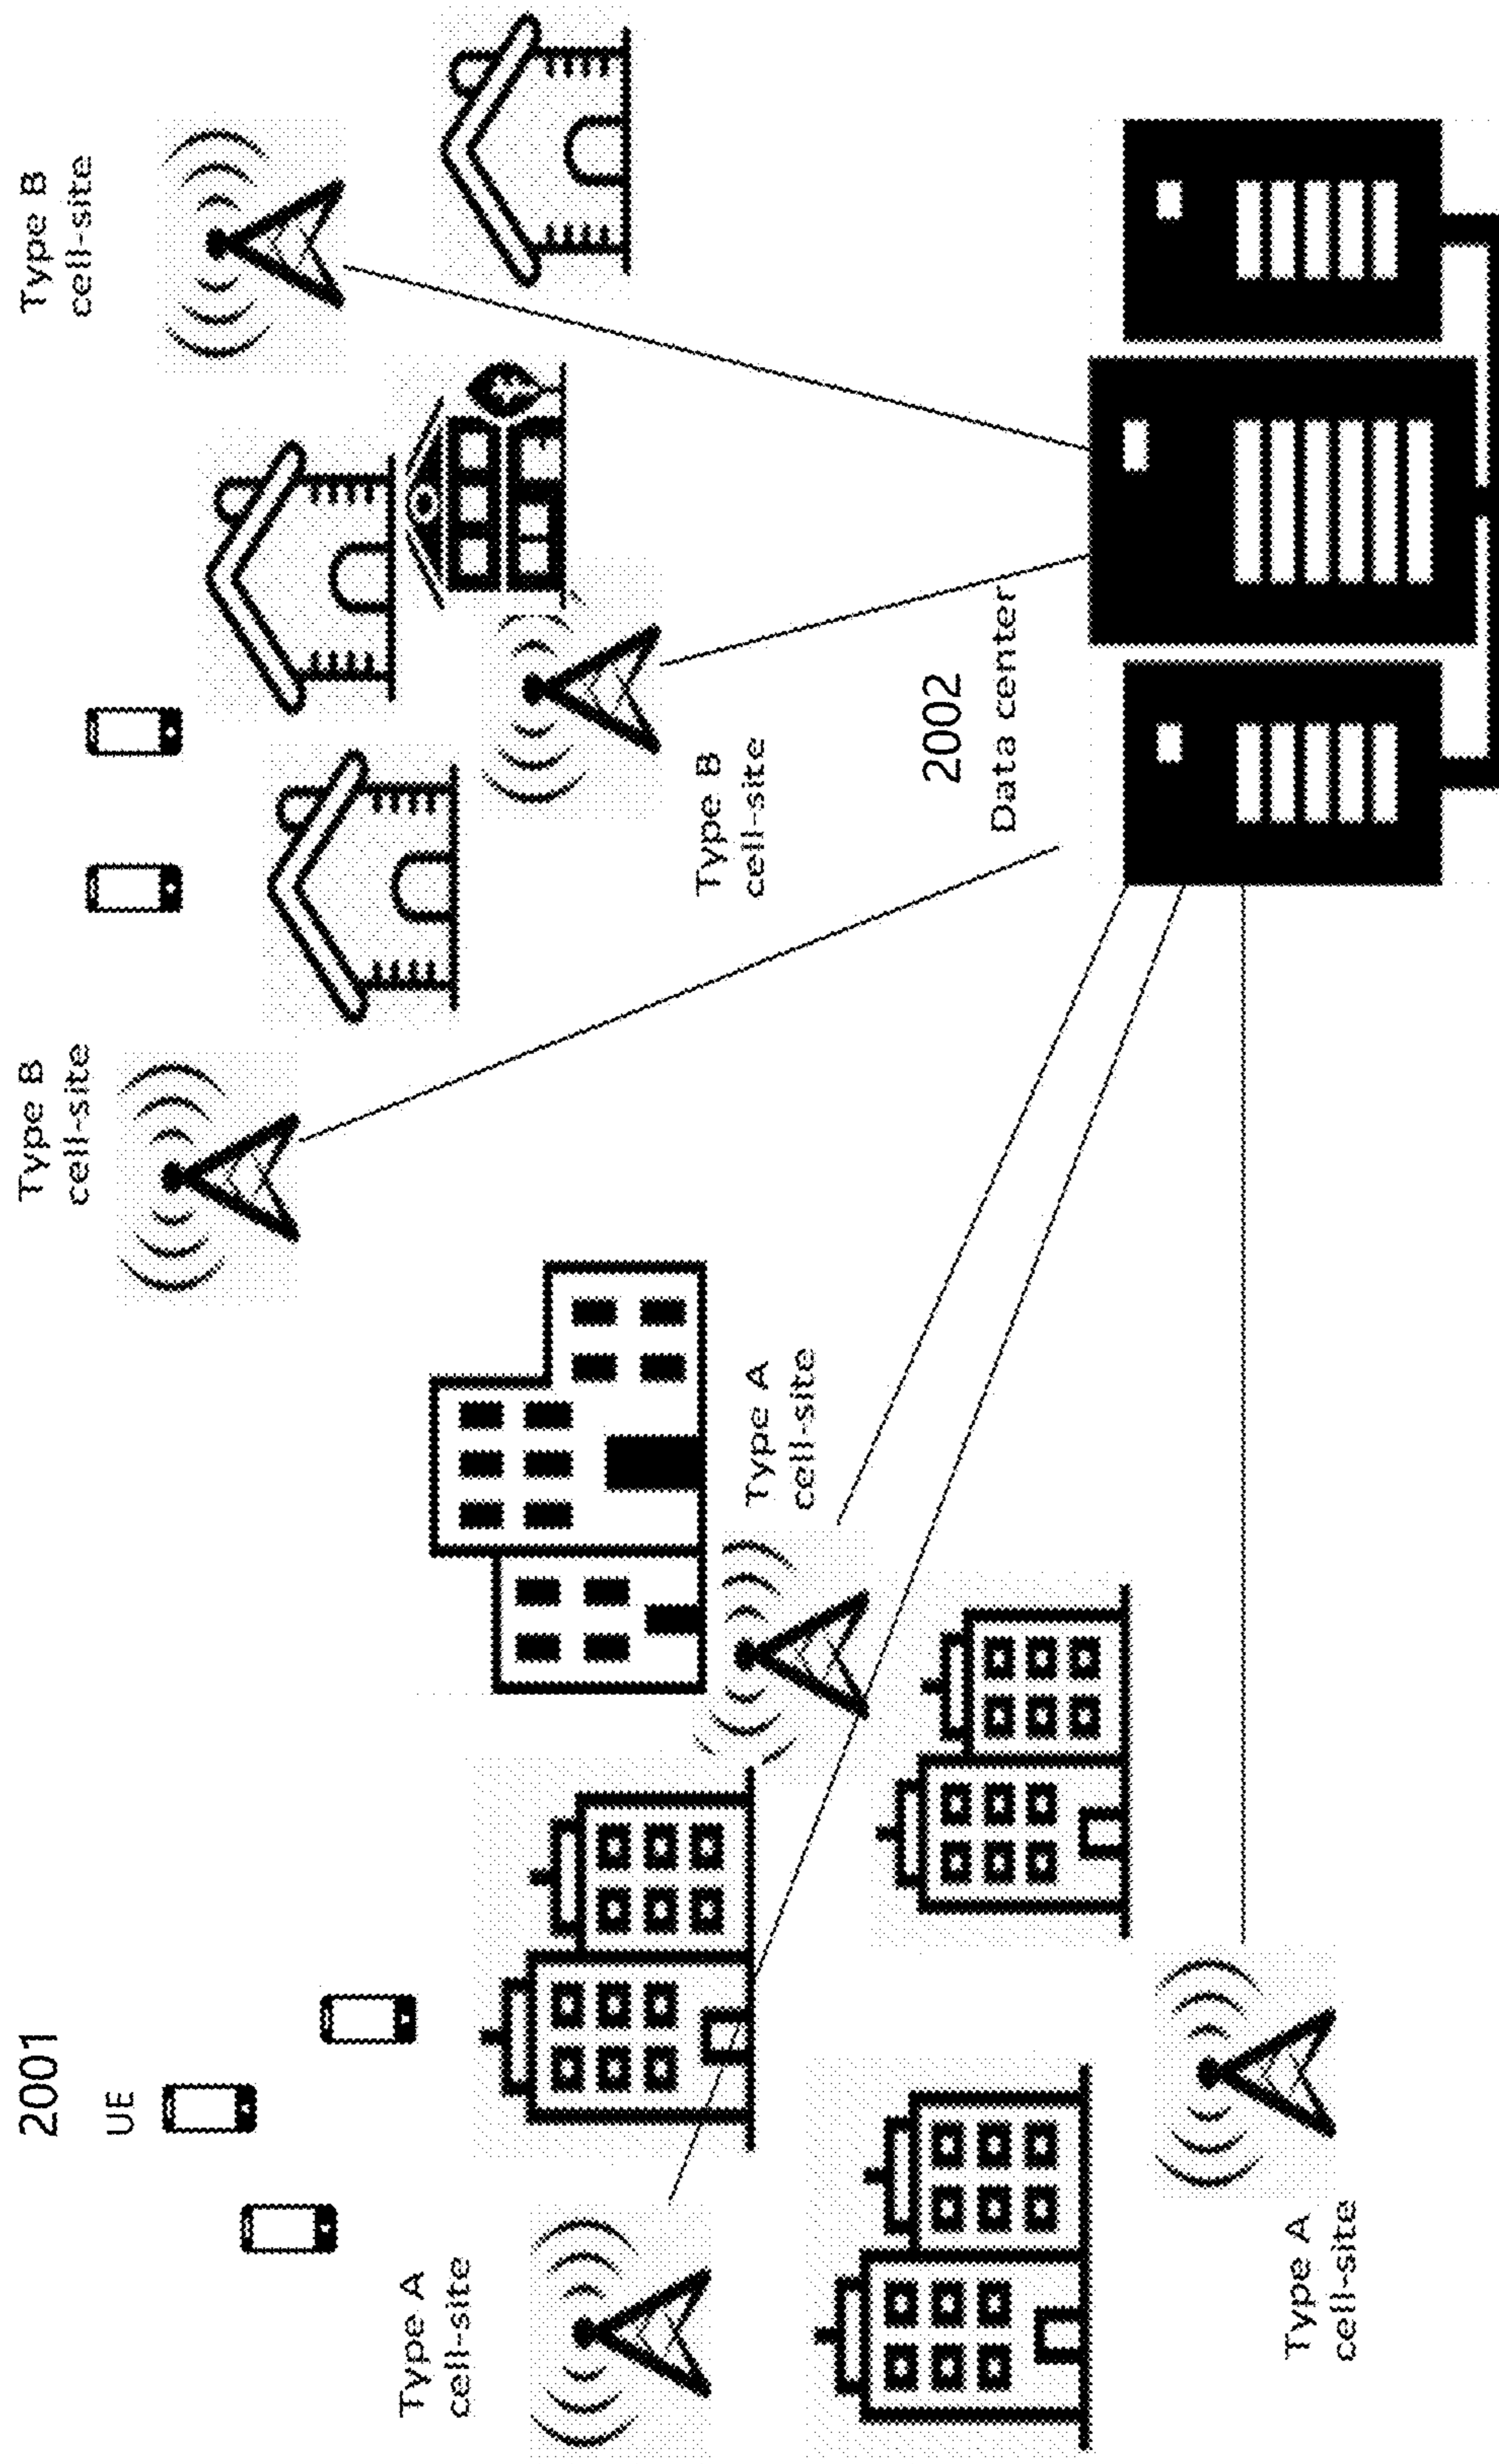 2001
UE
Type B
cell-site
Type B
cell-site
Type A
cell-site
Type B
cell-site
Type A
cell-site
2002
Data center
Type A
cell-site